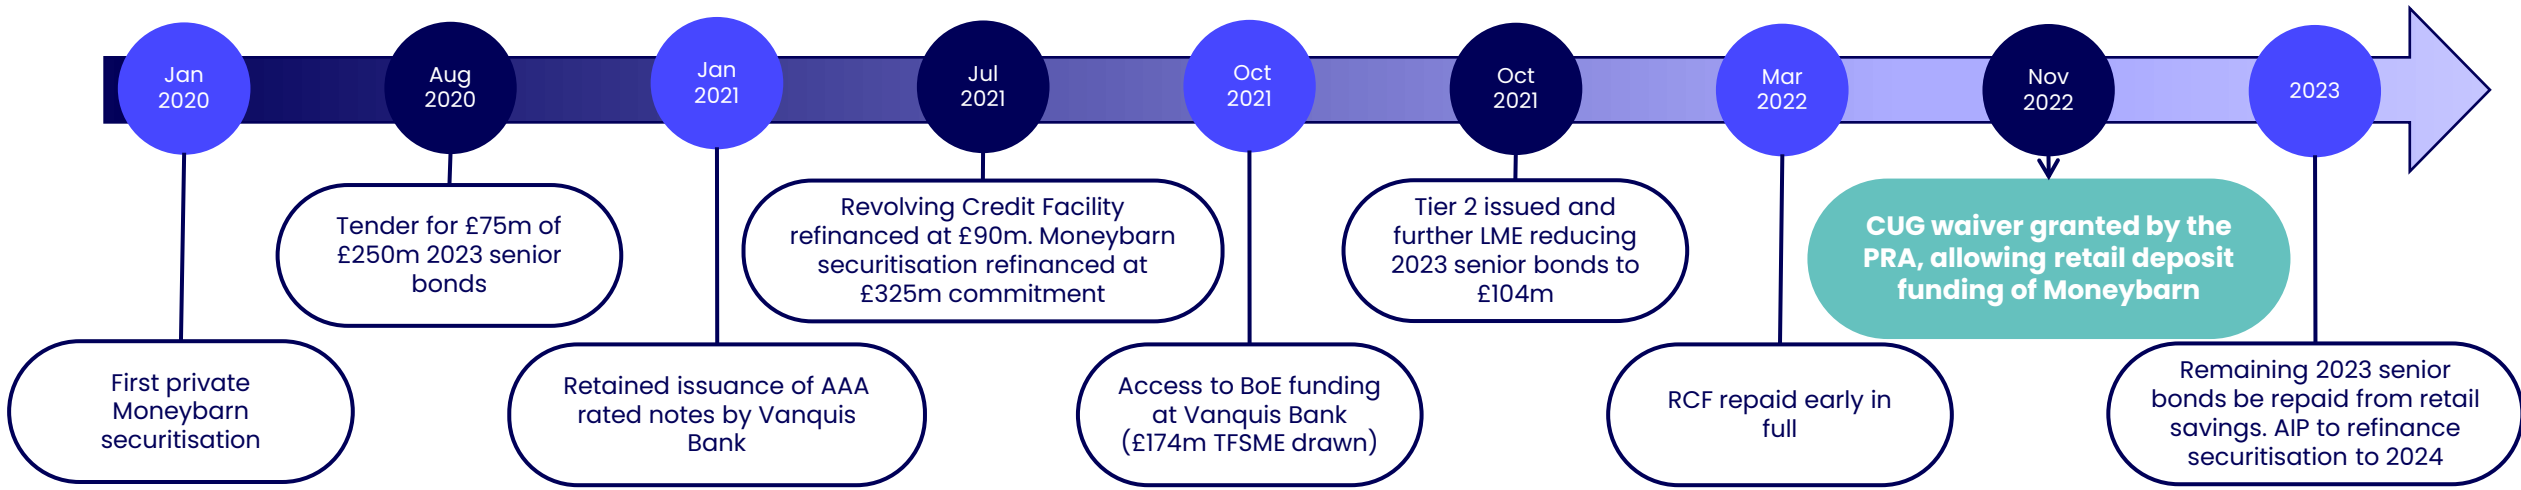 Jan
2020
Aug
2020
Jan
2021
Jul
2021
Oct
2021
Oct
2021
Mar
2022
Nov
2022
2023
First private
Moneybarn
securitisation
Tender for £75m of
£250m 2023 senior
bonds
Retained issuance of AAA
rated notes by Vanquis
Bank
Revolving Credit Facility
refinanced at £90m. Moneybarn
securitisation refinanced at
£325m commitment
Access to BoE funding
at Vanquis Bank
(£174m TFSME drawn)
Tier 2 issued and
further LME reducing
2023 senior bonds to
£104m
RCF repaid early in
full
CUG waiver granted by the
PRA, allowing retail deposit
funding of Moneybarn
Remaining 2023 senior
bonds be repaid from retail
savings. AIP to refinance
securitisation to 2024